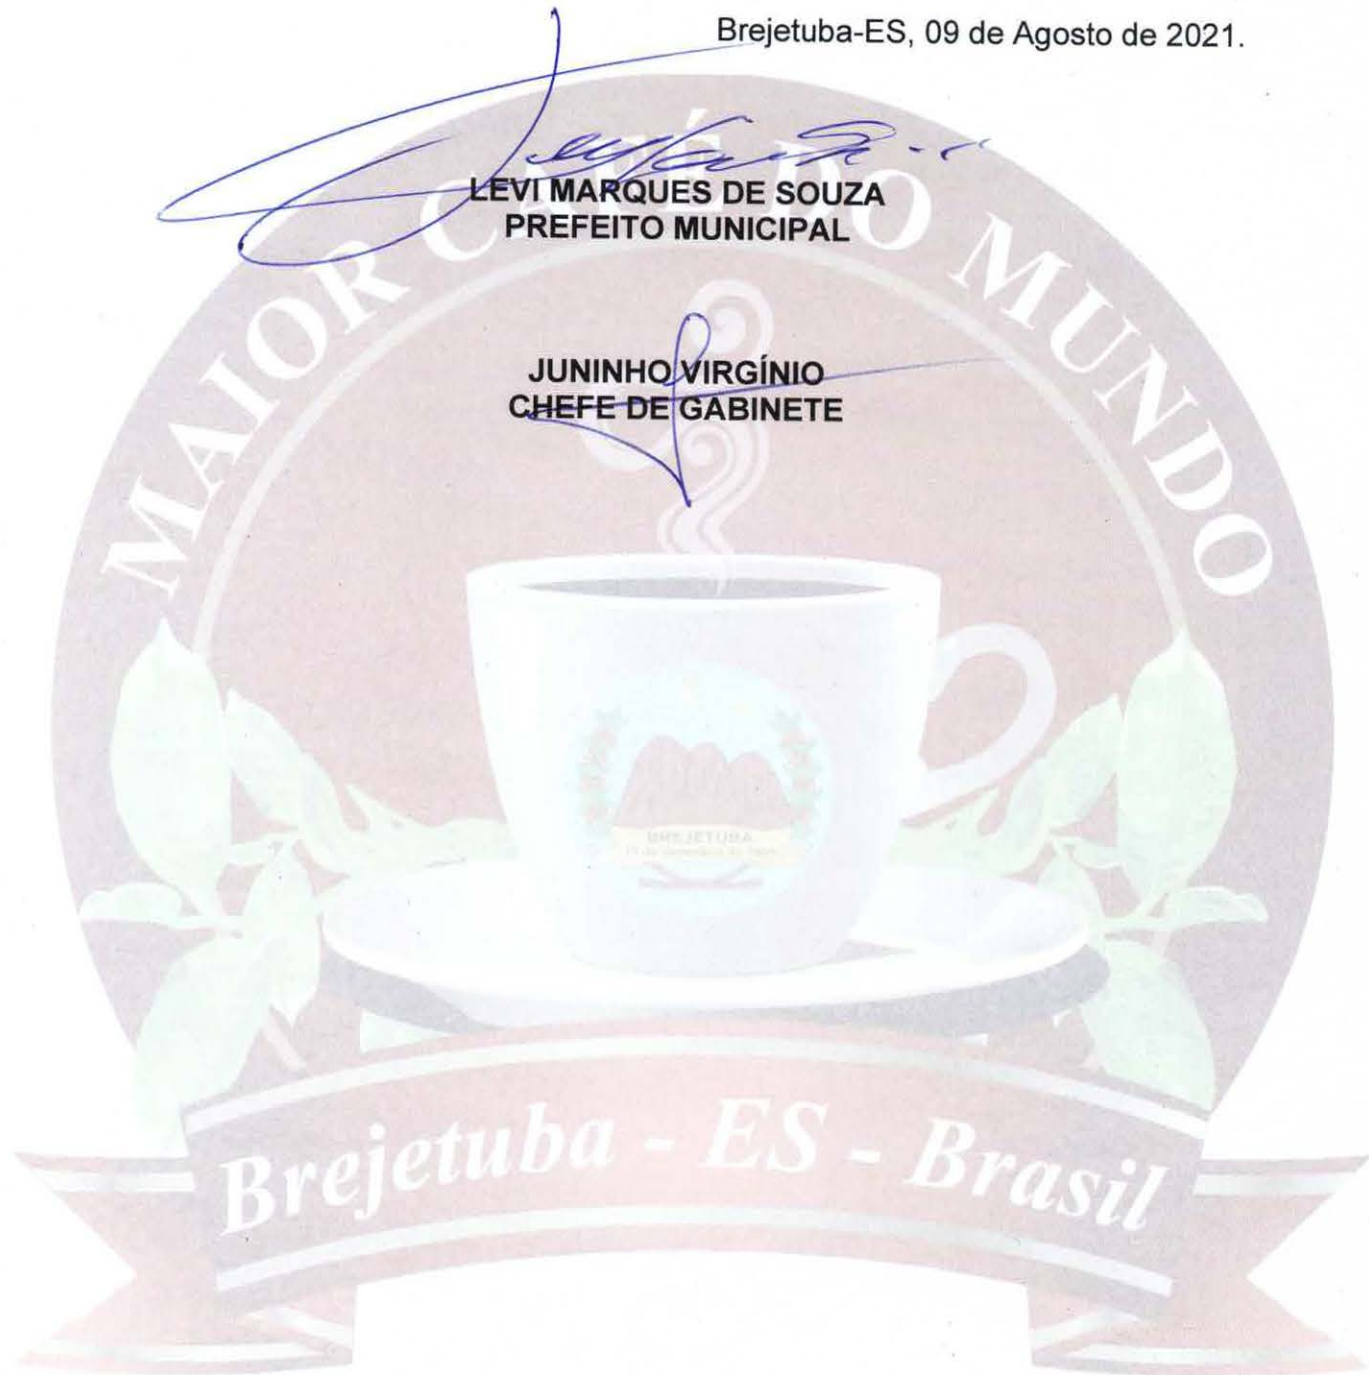 Brejetuba-ES, 09 de Agosto de 2021.
LEVI MARQUES DE SOUZA
PREFEITO MUNICIPAL
JUNINHO VIRGÍNIO
CHEFE DE GABINETE
MAIOR CAFÉ DO MUNDO
BREJETUBA
Brejetuba - ES - Brasil